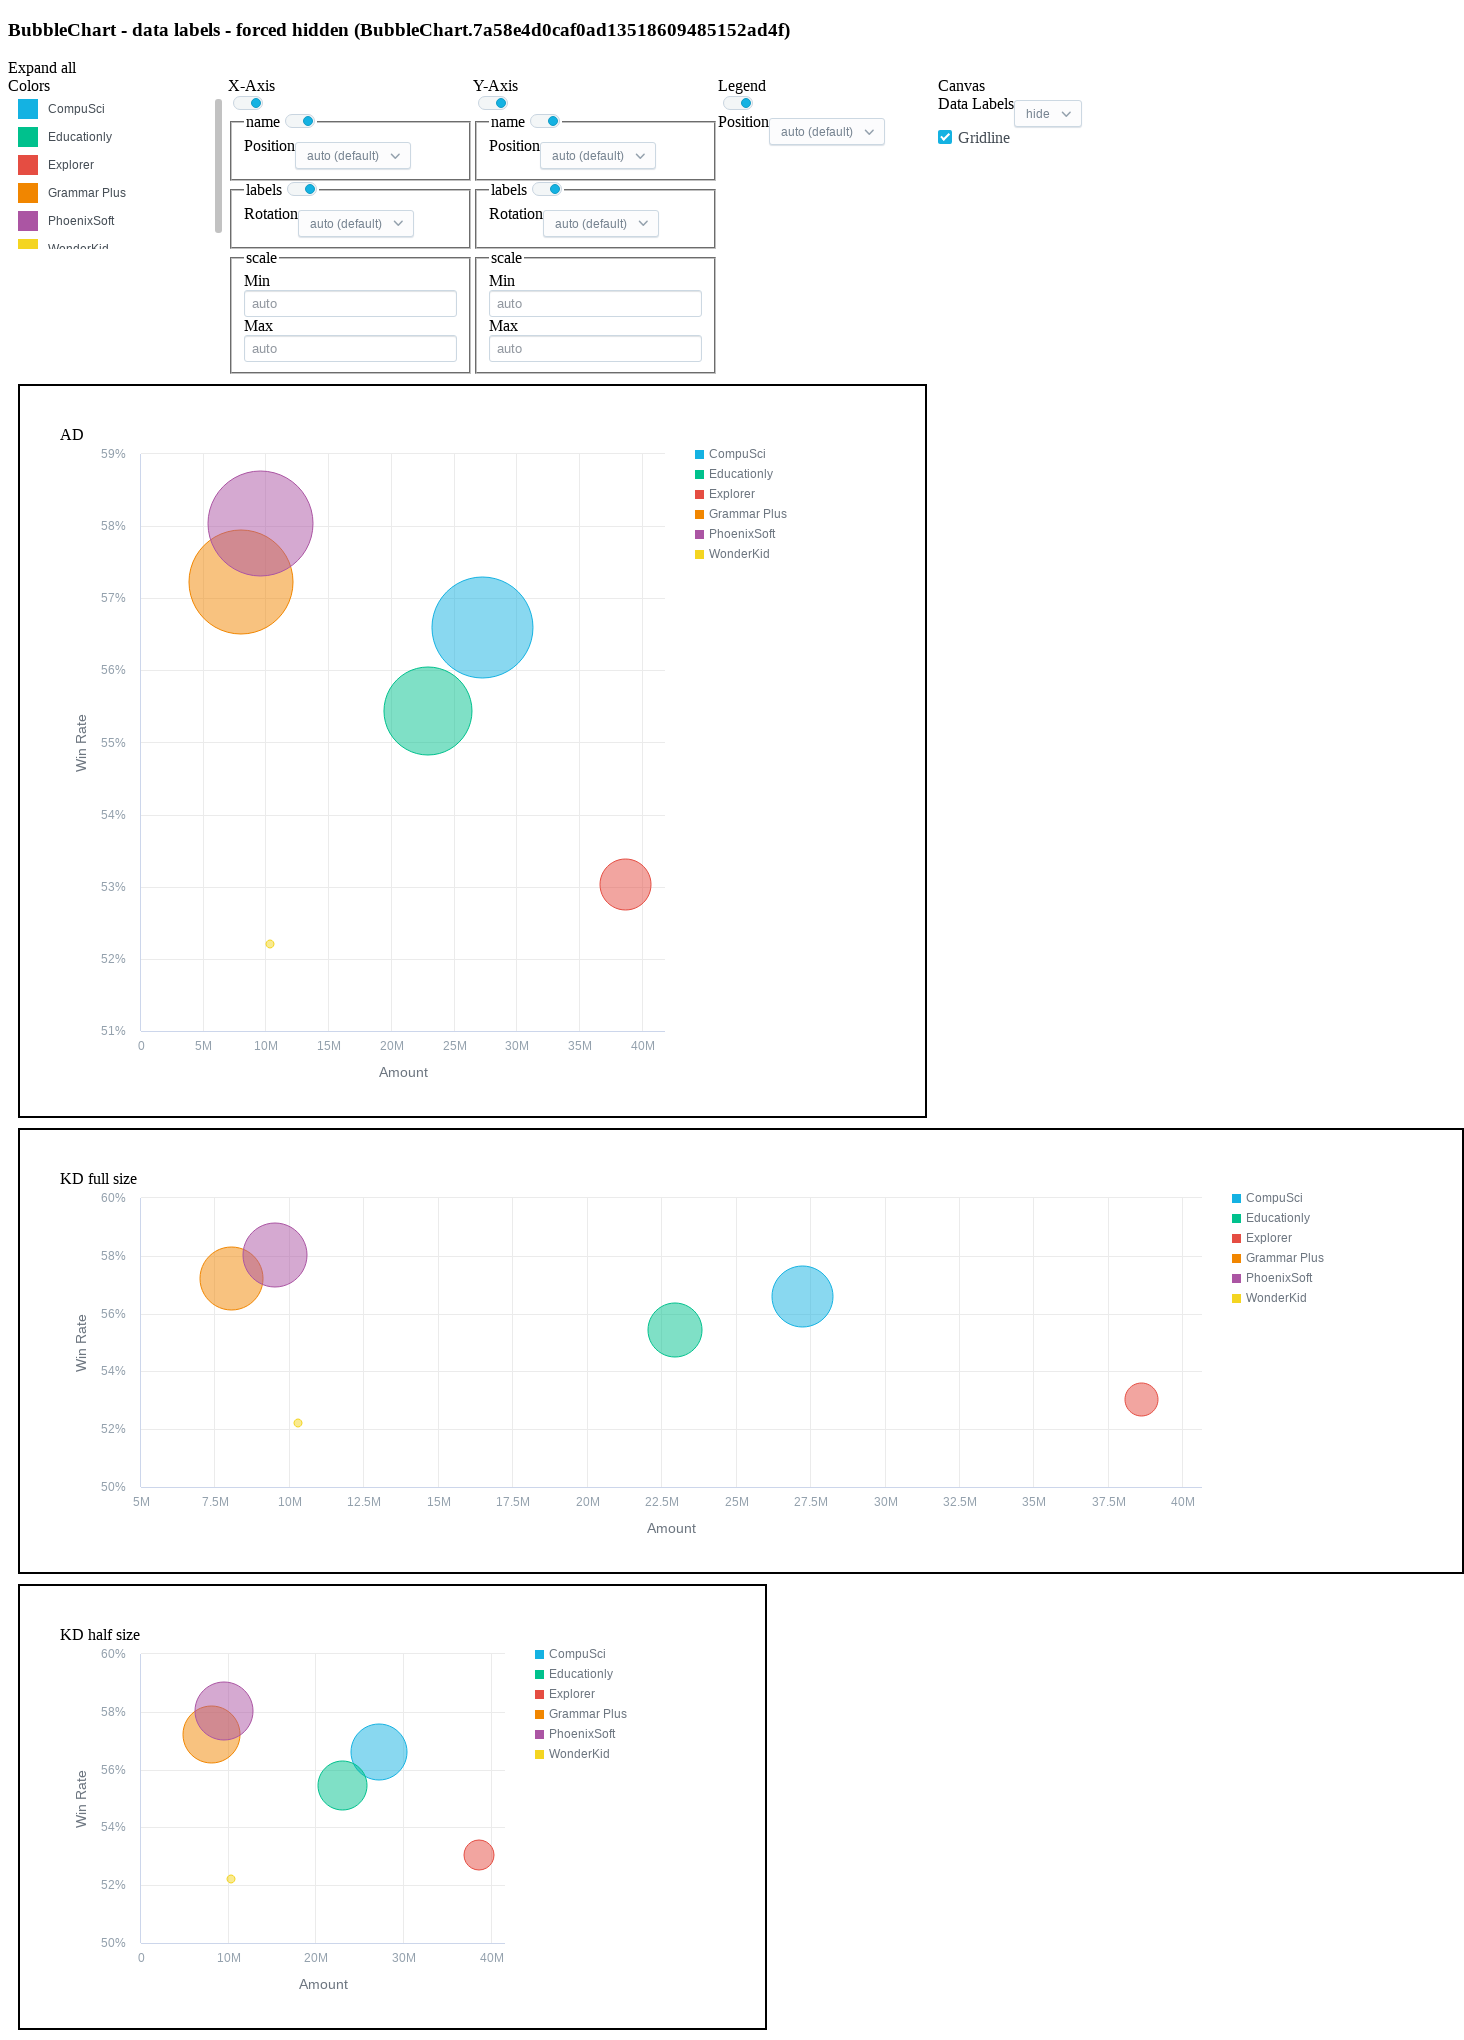 BubbleChart - data labels - forced hidden (BubbleChart.7a58e4d0caf0ad13518609485152ad4f)
Expand all
Colors
CompuSci
Educationly
Explorer
Grammar Plus
PhoenixSoft
WonderKid
X-Axis
name
Position auto (default)
labels
Rotation auto (default)
scale
Min
auto
Max
auto
Y-Axis
name
Position auto (default)
labels
Rotation auto (default)
scale
Min
auto
Max
auto
Legend
Position auto (default)
Canvas
Data Labels hide
Gridline
AD
59%
58%
57%
56%
55%
54%
53%
52%
51%
Win Rate
0 5M 10M 15M 20M 25M 30M 35M 40M
Amount
CompuSci
Educationly
Explorer
Grammar Plus
PhoenixSoft
WonderKid
KD full size
60%
58%
56%
54%
52%
50%
Win Rate
5M 7.5M 10M 12.5M 15M 17.5M 20M 22.5M 25M 27.5M 30M 32.5M 35M 37.5M 40M
Amount
CompuSci
Educationly
Explorer
Grammar Plus
PhoenixSoft
WonderKid
KD half size
60%
58%
56%
54%
52%
50%
Win Rate
0 10M 20M 30M 40M
Amount
CompuSci
Educationly
Explorer
Grammar Plus
PhoenixSoft
WonderKid